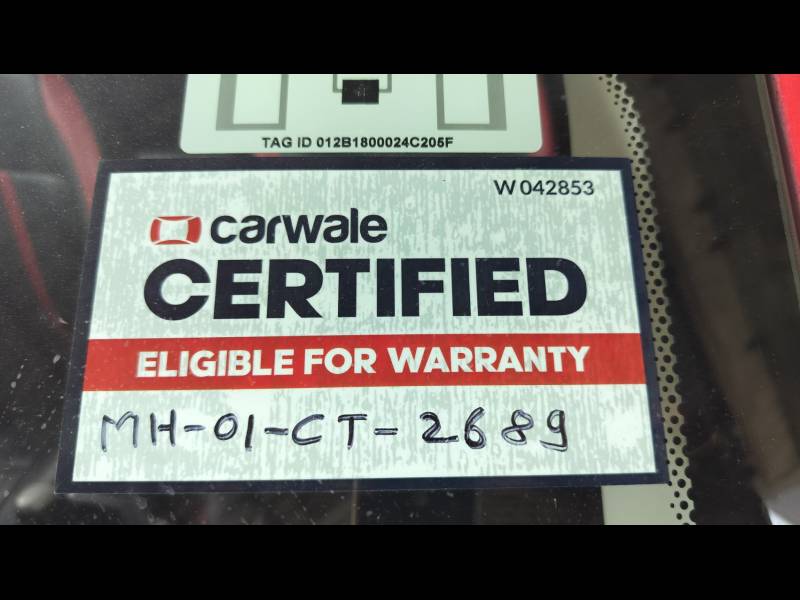 TAG ID 012B1800024C205F
W 042853
carwale
CERTIFIED
ELIGIBLE FOR WARRANTY
MH-01-CT-2689